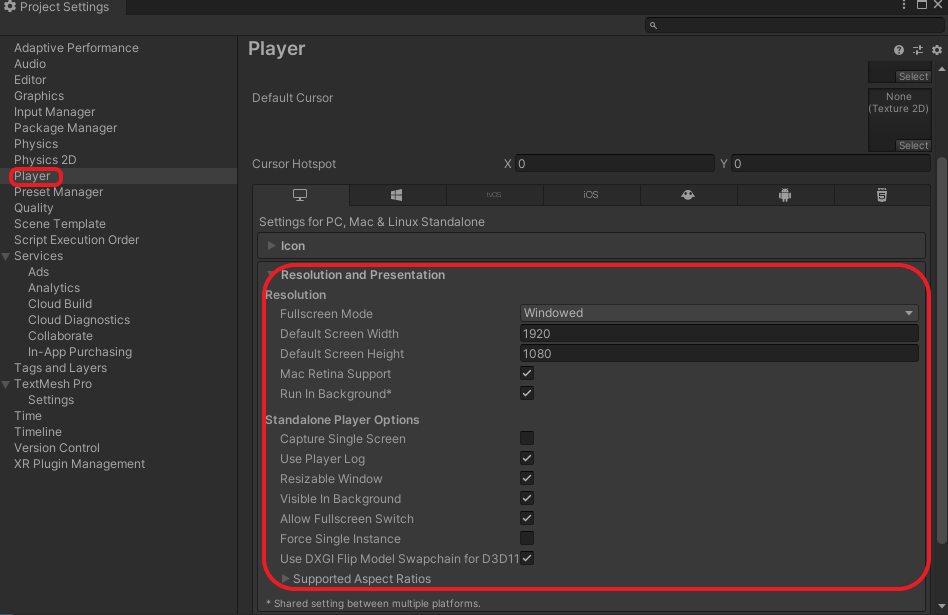 Project Settings
Adaptive Performance
Audio
Editor
Graphics
Input Manager
Package Manager
Physics
Physics 2D
Player
Preset Manager
Quality
Scene Template
Script Execution Order
Services
Ads
Analytics
Cloud Build
Cloud Diagnostics
Collaborate
In-App Purchasing
Tags and Layers
TextMesh Pro
Settings
Time
Timeline
Version Control
XR Plugin Management
Player
Select
Default Cursor
None
(Texture 2D)
Select
Cursor Hotspot X 0 Y 0
tvOS iOS
Settings for PC, Mac & Linux Standalone
Icon
Resolution and Presentation
Resolution
Fullscreen Mode Windowed
Default Screen Width 1920
Default Screen Height 1080
Mac Retina Support
Run In Background*
Standalone Player Options
Capture Single Screen
Use Player Log
Resizable Window
Visible In Background
Allow Fullscreen Switch
Force Single Instance
Use DXGI Flip Model Swapchain for D3D11
Supported Aspect Ratios
* Shared setting between multiple platforms.